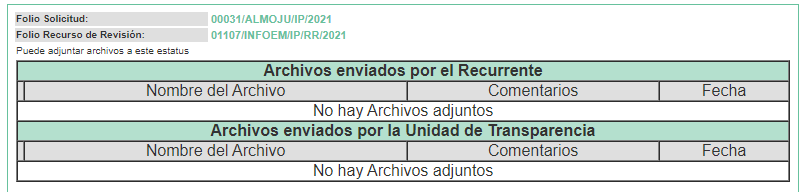 Folio Solicitud: 00031/ALMOJU/IP/2021
Folio Recurso de Revisión: 01107/INFOEM/IP/RR/2021
Puede adjuntar archivos a este estatus
Archivos enviados por el Recurrente
Nombre del Archivo Comentarios Fecha
No hay Archivos adjuntos
Archivos enviados por la Unidad de Transparencia
Nombre del Archivo Comentarios Fecha
No hay Archivos adjuntos